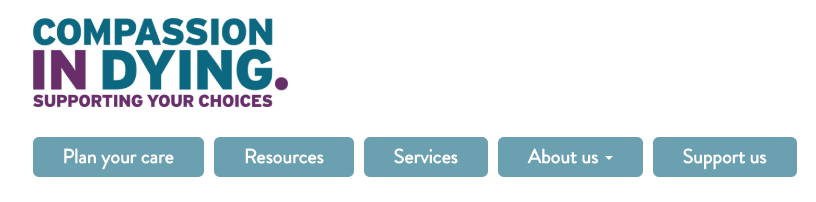 COMPASSION
IN DYING.
SUPPORTING YOUR CHOICES
Plan your care Resources Services About us Support us